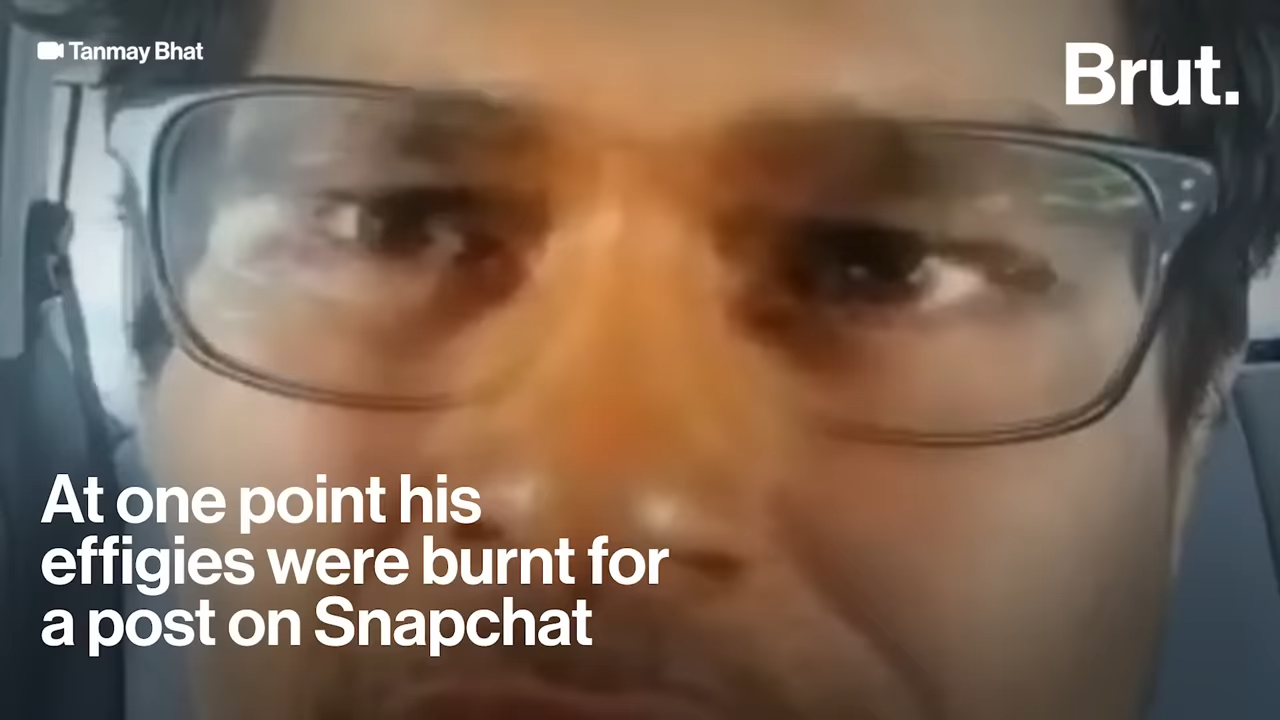 Tanmay Bhat
Brut.
At one point his
effigies were burnt for
a post on Snapchat